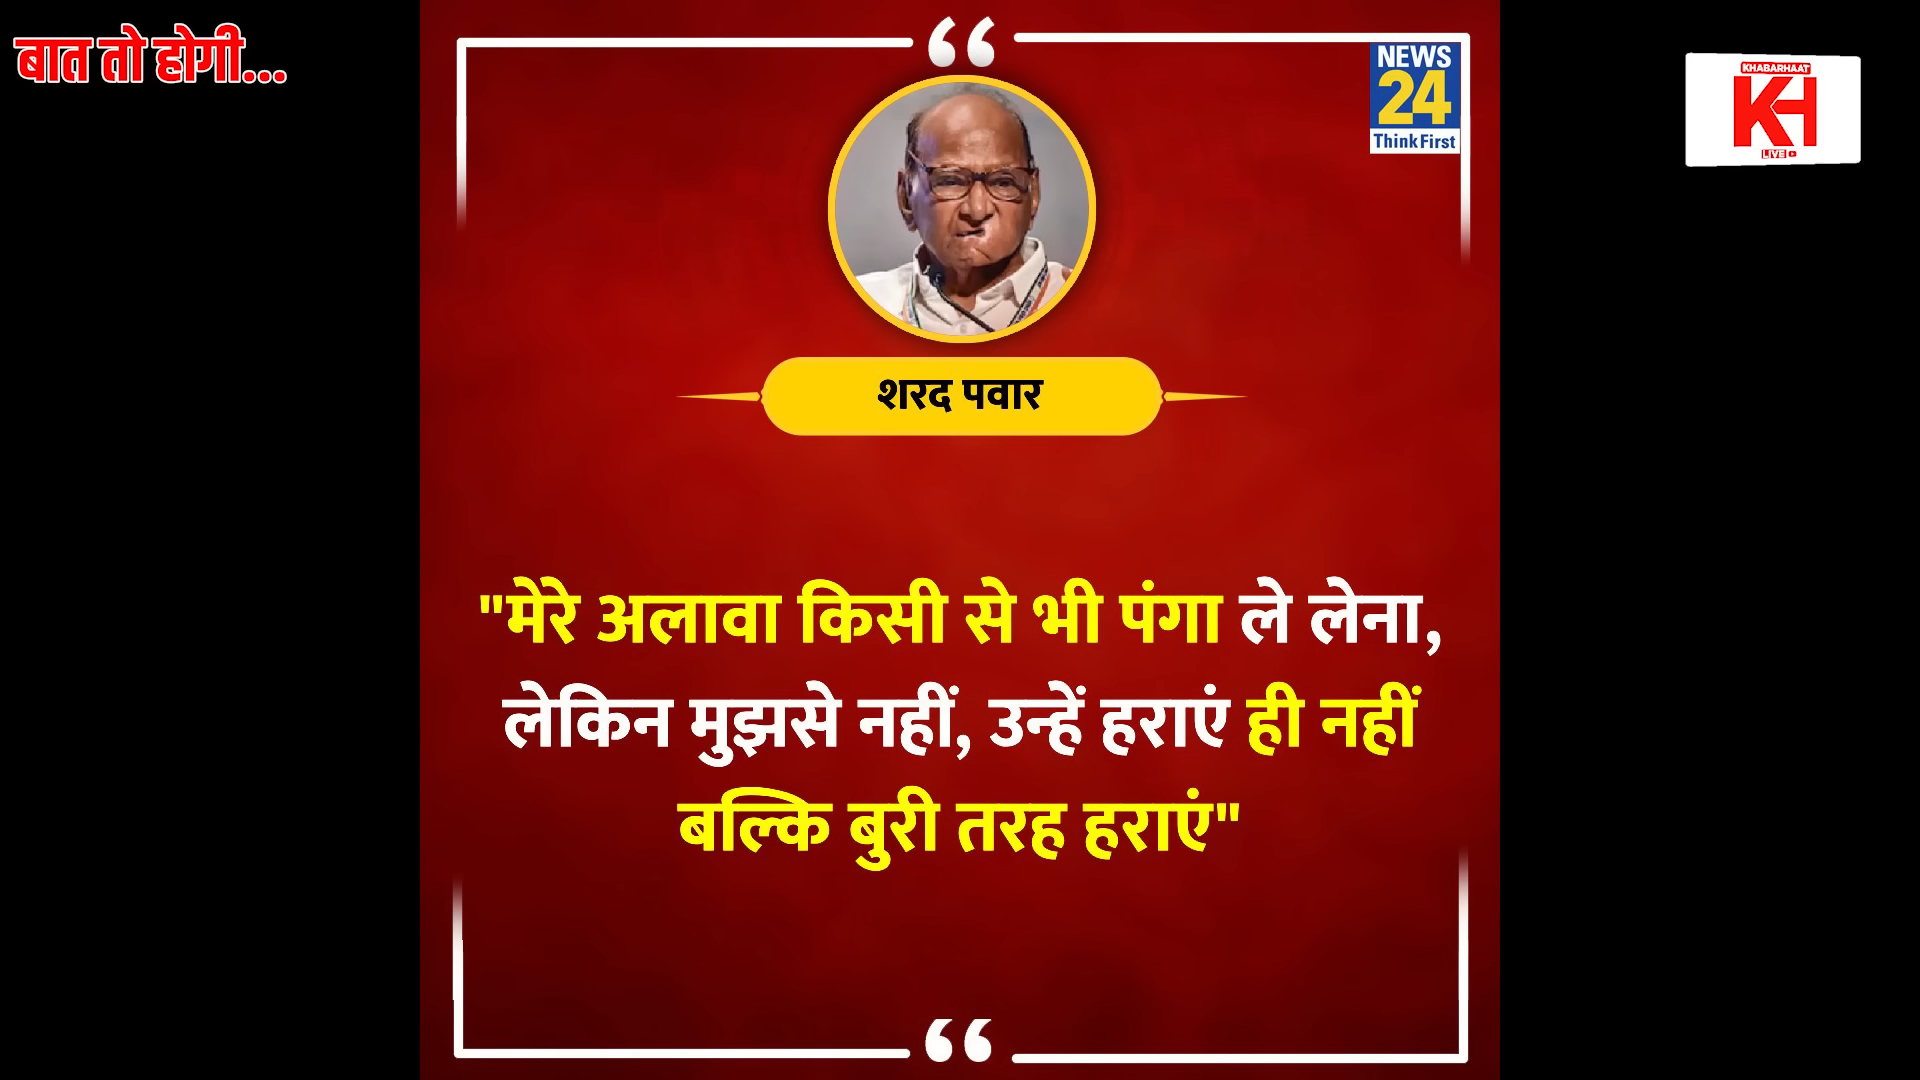 बात तो होगी...
NEWS
24
Think First
KHABARHAAT
KH
LIVE
शरद पवार
"मेरे अलावा किसी से भी पंगा ले लेना,
लेकिन मुझसे नहीं, उन्हें हराएं ही नहीं
बल्कि बुरी तरह हराएं"